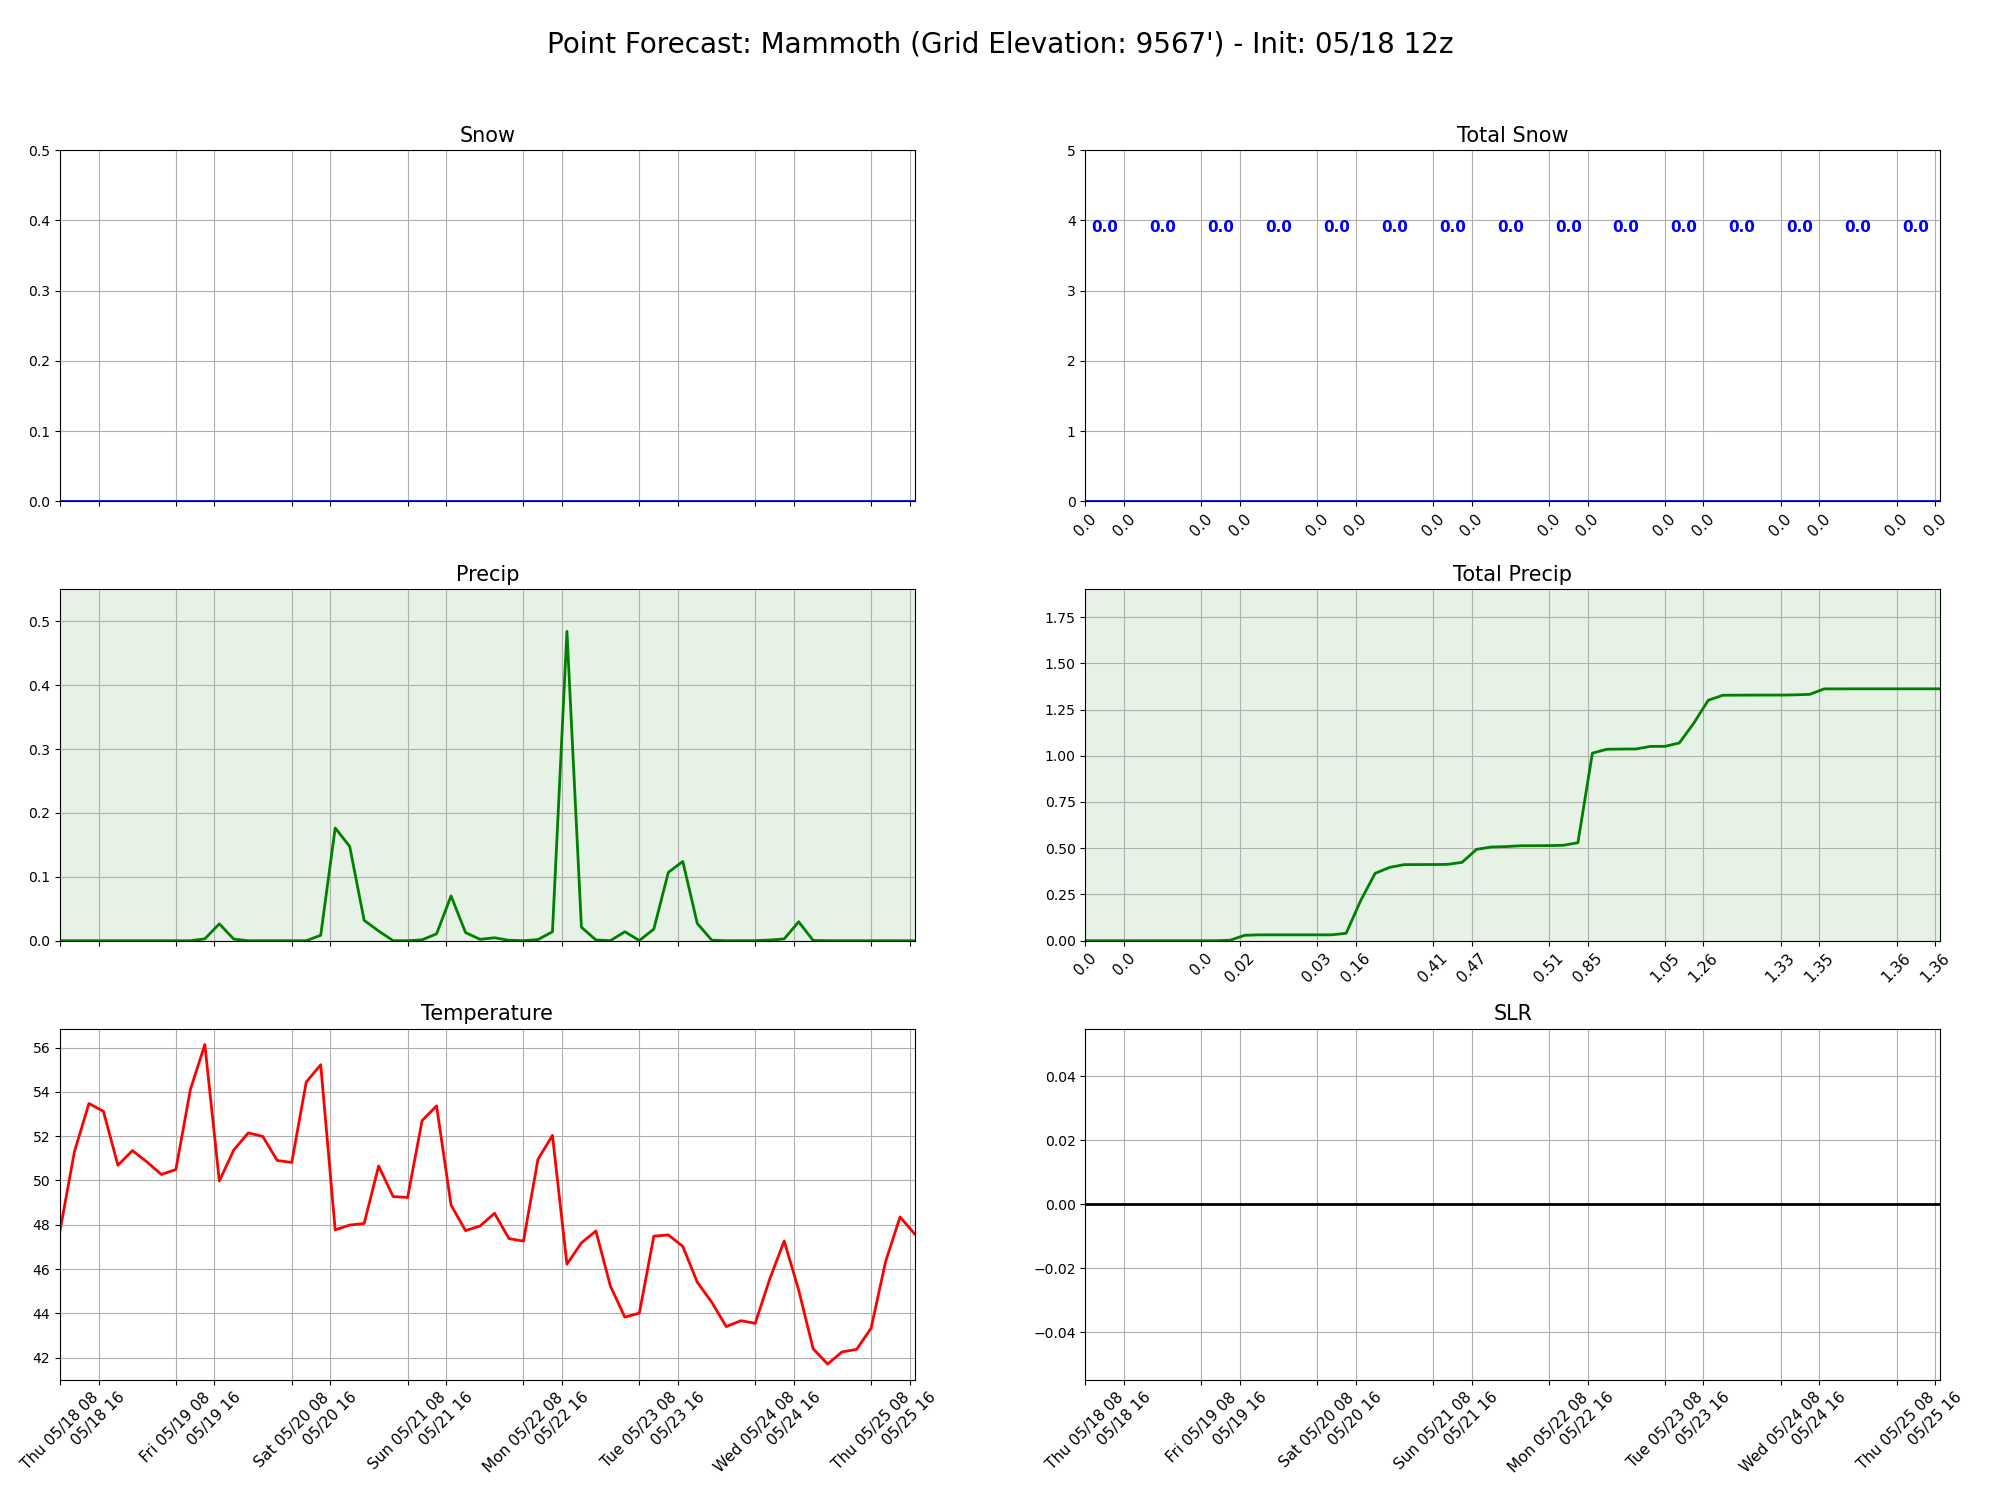 Point Forecast: Mammoth (Grid Elevation: 9567') - Init: 05/18 12z
Snow
0.5
0.4
0.3
0.2
0.1
0.0
Total Snow
5
4
3
2
1
0
0.0 0.0 0.0 0.0 0.0 0.0 0.0 0.0 0.0 0.0 0.0 0.0 0.0 0.0 0.0
0.0 0.0 0.0 0.0 0.0 0.0 0.0 0.0 0.0 0.0 0.0 0.0 0.0 0.0 0.0 0.0
Precip
0.5
0.4
0.3
0.2
0.1
0.0
Total Precip
1.75
1.50
1.25
1.00
0.75
0.50
0.25
0.00
0.0 0.0 0.0 0.02 0.03 0.16 0.41 0.47 0.51 0.85 1.05 1.26 1.33 1.35 1.36 1.36
Temperature
56
54
52
50
48
46
44
42
Thu 05/18 08
05/18 16
Fri 05/19 08
05/19 16
Sat 05/20 08
05/20 16
Sun 05/21 08
05/21 16
Mon 05/22 08
05/22 16
Tue 05/23 08
05/23 16
Wed 05/24 08
05/24 16
Thu 05/25 08
05/25 16
SLR
0.04
0.02
0.00
−0.02
−0.04
Thu 05/18 08
05/18 16
Fri 05/19 08
05/19 16
Sat 05/20 08
05/20 16
Sun 05/21 08
05/21 16
Mon 05/22 08
05/22 16
Tue 05/23 08
05/23 16
Wed 05/24 08
05/24 16
Thu 05/25 08
05/25 16